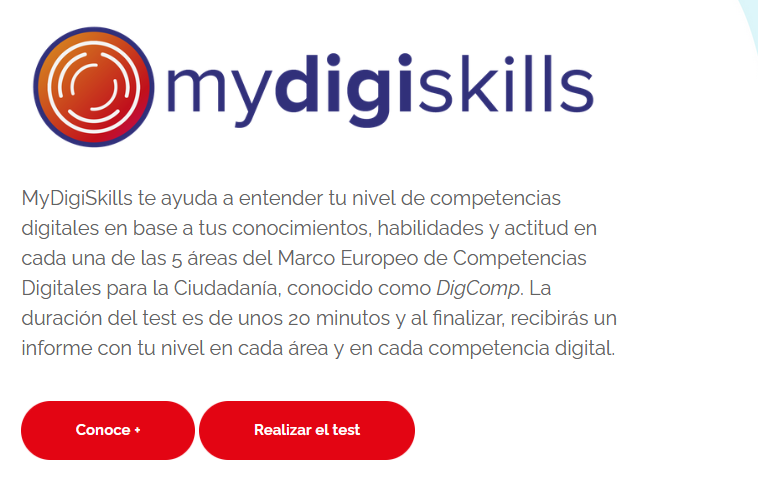 mydigiskills
MyDigiSkills te ayuda a entender tu nivel de competencias
digitales en base a tus conocimientos, habilidades y actitud en
cada una de las 5 áreas del Marco Europeo de Competencias
Digitales para la Ciudadanía, conocido como DigComp. La
duración del test es de unos 20 minutos y al finalizar, recibirás un
informe con tu nivel en cada área y en cada competencia digital.
Conoce + Realizar el test